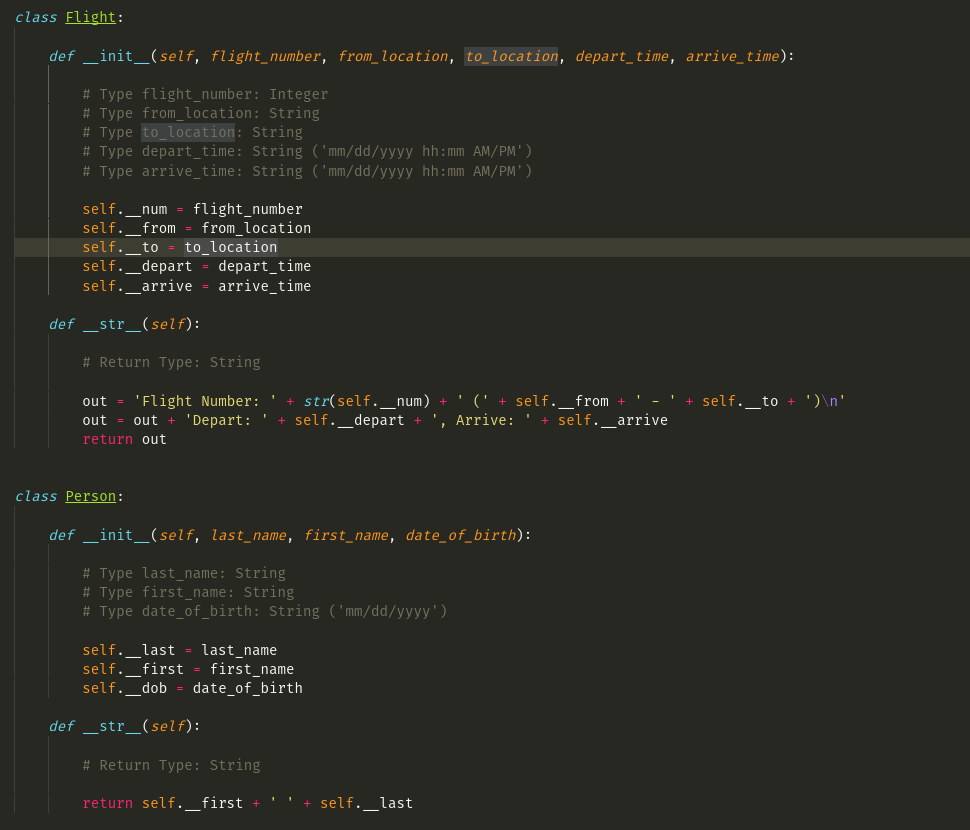 class Flight:
def __init__(self, flight_number, from_location, to_location, depart_time, arrive_time):
# Type flight_number: Integer
# Type from_location: String
# Type to_location: String
# Type depart_time: String ('mm/dd/yyyy hh:mm AM/PM')
# Type arrive_time: String ('mm/dd/yyyy hh:mm AM/PM')
self.__num = flight_number
self.__from = from_location
self.__to = to_location
self.__depart = depart_time
self.__arrive = arrive_time
def __str__(self):
# Return Type: String
out = 'Flight Number: ' + str(self.__num) + ' (' + self.__from + ' - ' + self.__to + ')\n'
out = out + 'Depart: ' + self.__depart + ', Arrive: ' + self.__arrive
return out
class Person:
def __init__(self, last_name, first_name, date_of_birth):
# Type last_name: String
# Type first_name: String
# Type date_of_birth: String ('mm/dd/yyyy')
self.__last = last_name
self.__first = first_name
self.__dob = date_of_birth
def __str__(self):
# Return Type: String
return self.__first + ' ' + self.__last